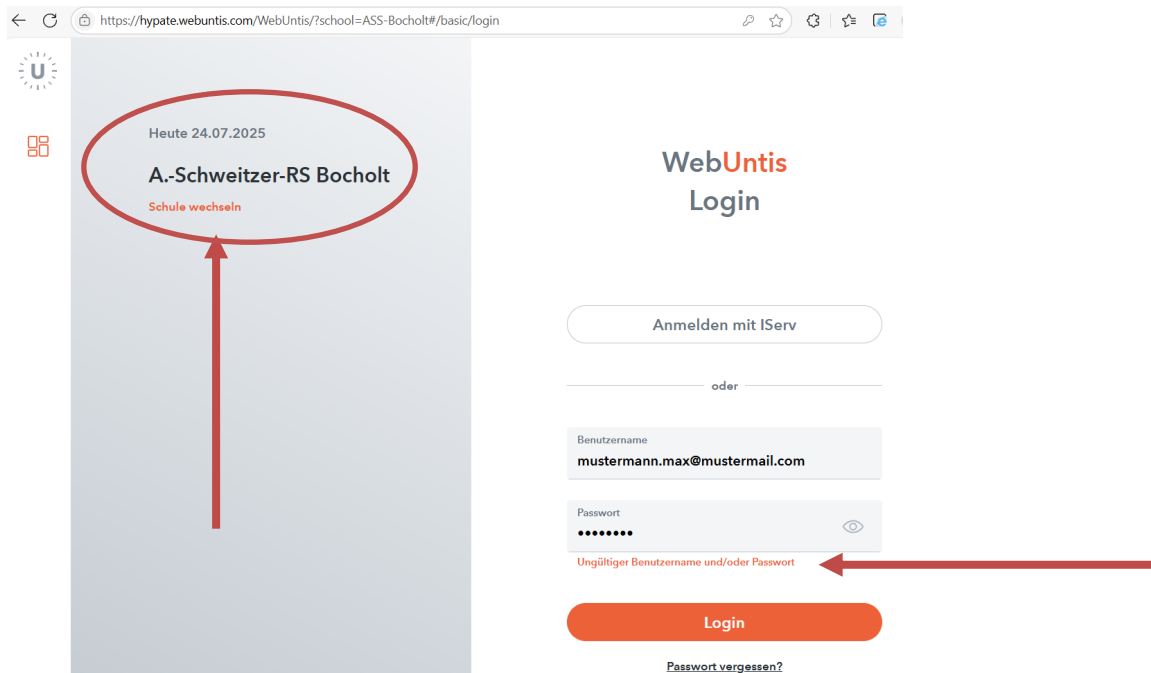 https://hypate.webuntis.com/WebUntis/?school=ASS-Bocholt#/basic/login
U
Heute 24.07.2025
A.-Schweitzer-RS Bocholt
Schule wechseln
WebUntis
Login
Anmelden mit IServ
oder
Benutzername
mustermann.max@mustermail.com
Passwort
••••••••
Ungültiger Benutzername und/oder Passwort
Login
Passwort vergessen?